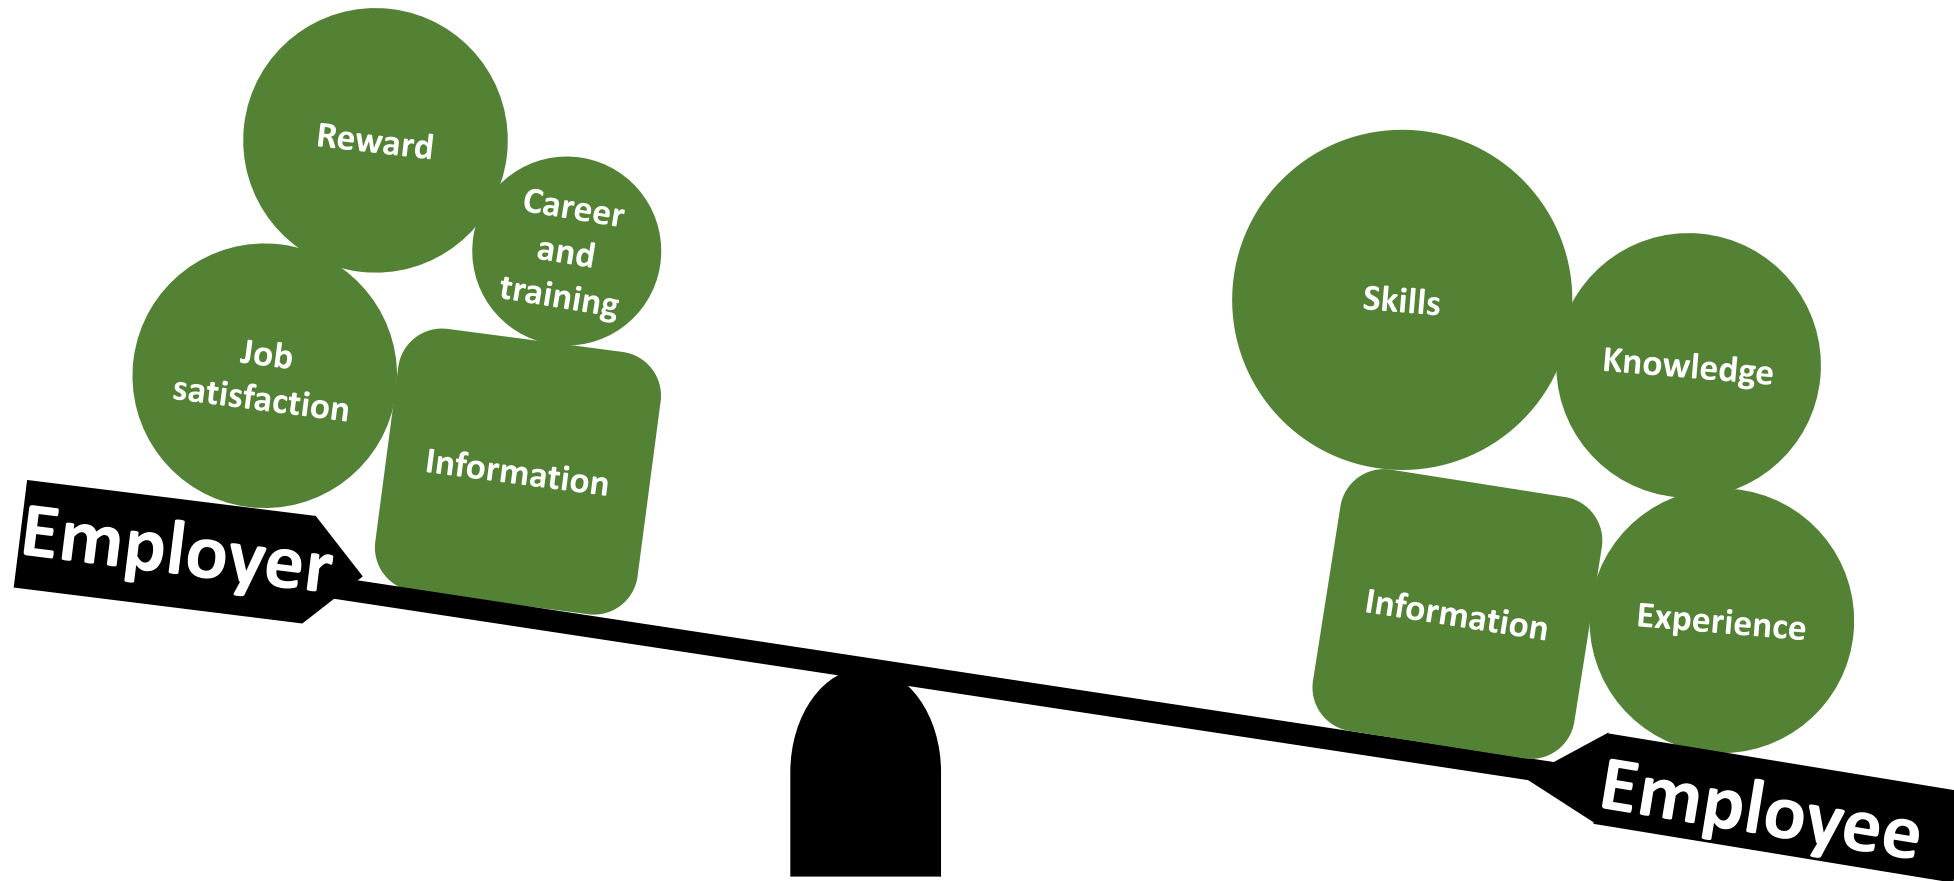 Reward
Career
and
training
Job
satisfaction
Information
Employer
Skills
Knowledge
Information
Experience
Employee